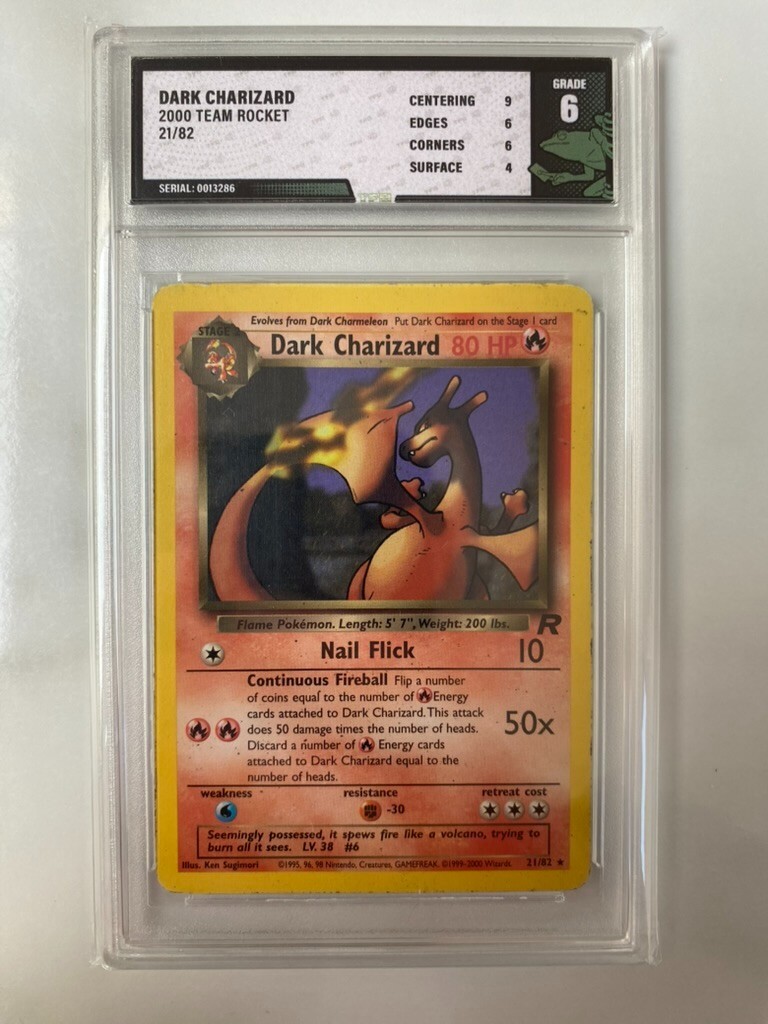 DARK CHARIZARD
2000 TEAM ROCKET
21/82
CENTERING 9
EDGES 6
CORNERS 6
SURFACE 4
GRADE
6
SERIAL: 0013286
Evolves from Dark Charmeleon Put Dark Charizard on the Stage 1 card
STAGE
Dark Charizard 80 HP
Flame Pokémon. Length: 5' 7", Weight: 200 lbs.
R
Nail Flick 10
Continuous Fireball Flip a number
of coins equal to the number of Energy
cards attached to Dark Charizard. This attack
does 50 damage times the number of heads.
Discard a number of Energy cards
attached to Dark Charizard equal to the
number of heads.
50x
weakness resistance retreat cost
-30
Seemingly possessed, it spews fire like a volcano, trying to
burn all it sees. LV. 38 #6
Illus. Ken Sugimori ©1995, 96, 98 Nintendo, Creatures, GAMEFREAK. ©1999-2000 Wizards. 21/82 ★